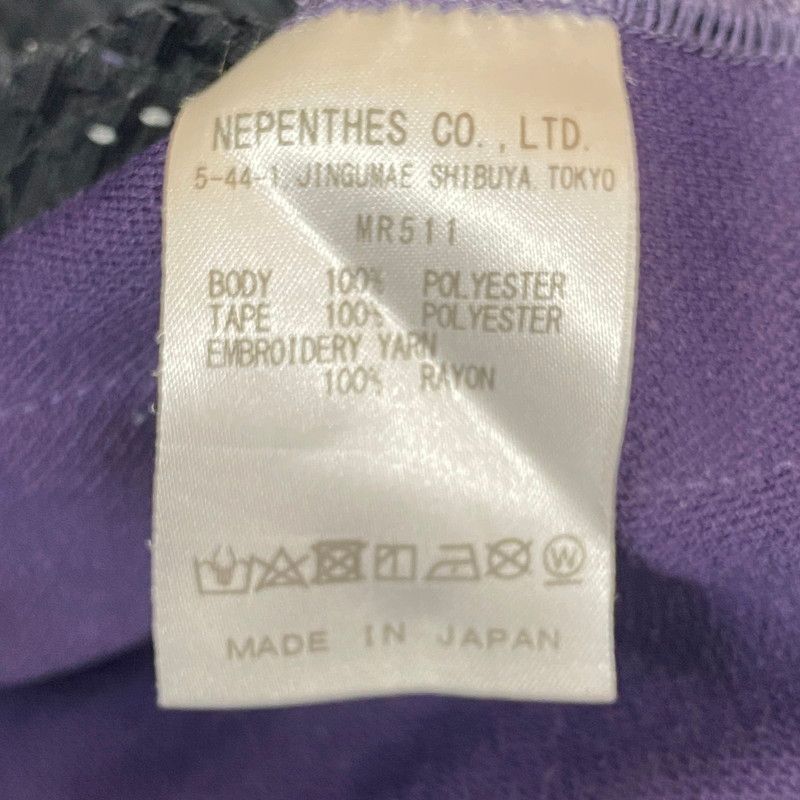 NEPENTHES CO., LTD.
5-44-1 JINGUMAE SHIBUYA TOKYO
MR511
BODY 100% POLYESTER
TAPE 100% POLYESTER
EMBROIDERY YARN
100% RAYON
W
MADE IN JAPAN